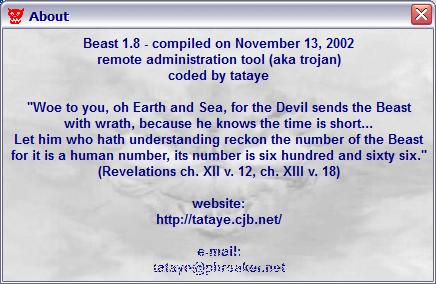 About
Beast 1.8 - compiled on November 13, 2002
remote administration tool (aka trojan)
coded by tataye
"Woe to you, oh Earth and Sea, for the Devil sends the Beast
with wrath, because he knows the time is short...
Let him who hath understanding reckon the number of the Beast
for it is a human number, its number is six hundred and sixty six."
(Revelations ch. XII v. 12, ch. XIII v. 18)
website:
http://tataye.cjb.net/
e-mail:
tataye@phreaker.net